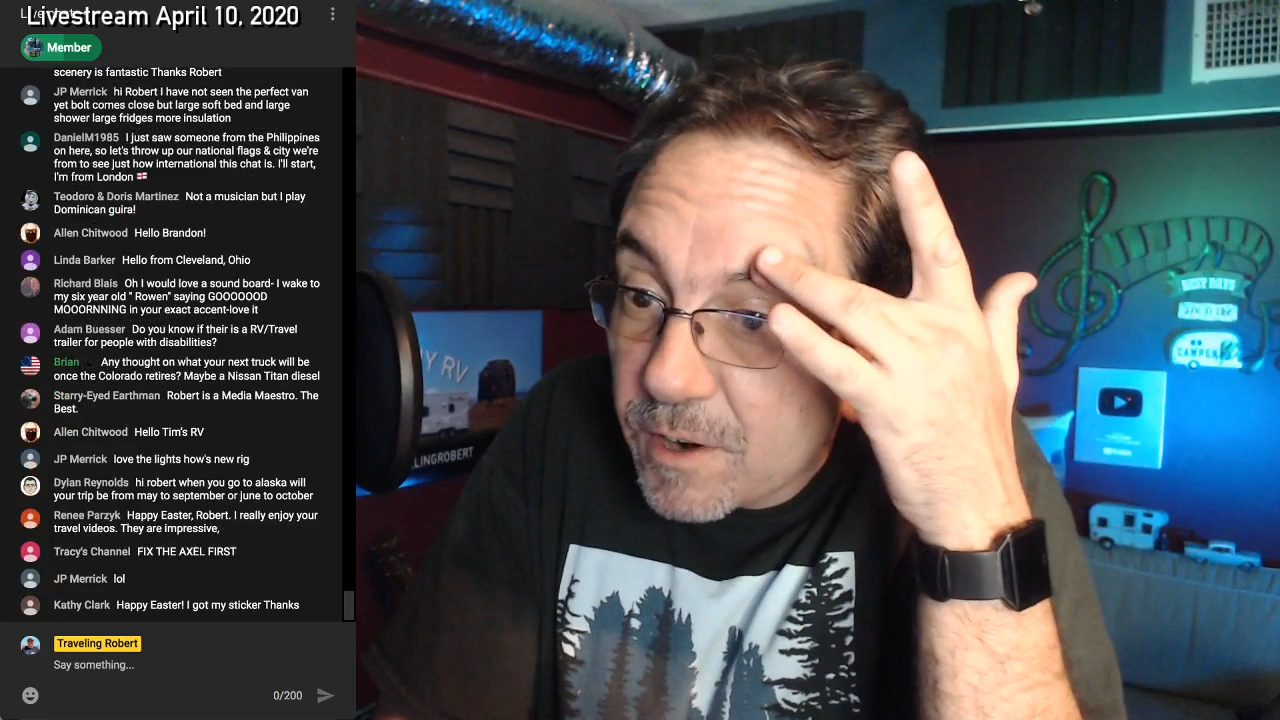 Livestream April 10, 2020
Member
scenery is fantastic Thanks Robert
JP Merrick hi Robert I have not seen the perfect van
yet bolt comes close but large soft bed and large
shower large fridges more insulation
DanielM1985 I just saw someone from the Philippines
on here, so let's throw up our national flags & city we're
from to see just how international this chat is. I'll start,
I'm from London 🏴󠁧󠁢󠁥󠁮󠁧󠁿
Teodoro & Doris Martinez Not a musician but I play
Dominican guira!
Allen Chitwood Hello Brandon!
Linda Barker Hello from Cleveland, Ohio
Richard Blais Oh I would love a sound board- I wake to
my six year old " Rowen" saying GOOOOOOD
MOOORNNNING in your exact accent-love it
Adam Buesser Do you know if their is a RV/Travel
trailer for people with disabilities?
Brian Any thought on what your next truck will be
once the Colorado retires? Maybe a Nissan Titan diesel
Starry-Eyed Earthman Robert is a Media Maestro. The
Best.
Allen Chitwood Hello Tim's RV
JP Merrick love the lights how's new rig
Dylan Reynolds hi robert when you go to alaska will
your trip be from may to september or june to october
Renee Parzyk Happy Easter, Robert. I really enjoy your
travel videos. They are impressive,
Tracy's Channel FIX THE AXEL FIRST
JP Merrick lol
Kathy Clark Happy Easter! I got my sticker Thanks
Traveling Robert
Say something...
0/200
Y RV
LINGROBERT
BEST DAYS
CAMPER